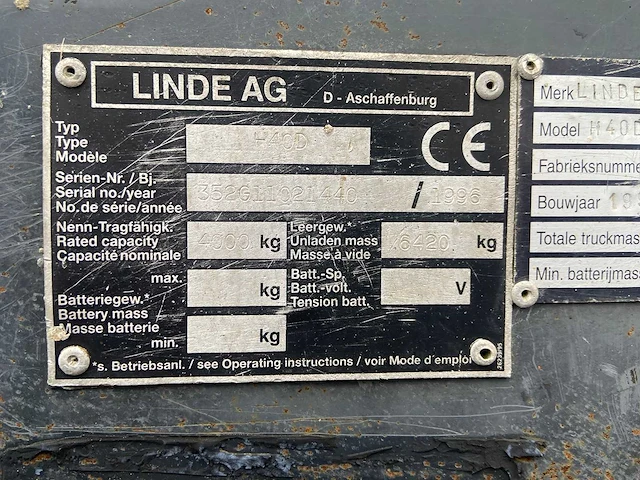 LINDE AG D - Aschaffenburg
Typ
Type
Modèle
H40D
CE
Serien-Nr. / Bj.
Serial no./year
No.de série/année
352G11021440 / 1996
Nenn-Tragfähigk.
Rated capacity
Capacité nominale
4000 kg
Leergew.*
Unladen mass
Masse à vide
6420 kg
max. kg
Batteriegew.*
Battery mass
Masse batterie
min. kg
Batt.-Sp.
Batt.-volt.
Tension batt.
V
*s. Betriebsanl. / see Operating instructions / voir Mode d'emploi
Merk LINDE
Model H40D
Fabrieksnumme
Bouwjaar 199
Totale truckmas
Min. batterijmas